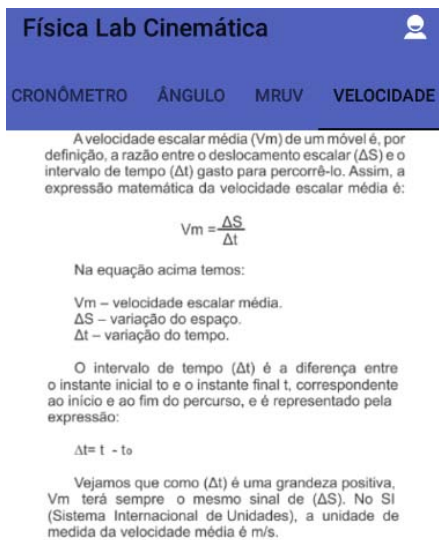 Física Lab Cinemática
CRONÔMETRO ÂNGULO MRUV VELOCIDADE
A velocidade escalar média (Vm) de um móvel é, por
definição, a razão entre o deslocamento escalar (ΔS) e o
intervalo de tempo (Δt) gasto para percorrê-lo. Assim, a
expressão matemática da velocidade escalar média é:
Vm = ΔS
Δt
Na equação acima temos:
Vm – velocidade escalar média.
ΔS – variação do espaço.
Δt – variação do tempo.
O intervalo de tempo (Δt) é a diferença entre
o instante inicial to e o instante final t, correspondente
ao início e ao fim do percurso, e é representado pela
expressão:
Δt= t - to
Vejamos que como (Δt) é uma grandeza positiva,
Vm terá sempre o mesmo sinal de (ΔS). No SI
(Sistema Internacional de Unidades), a unidade de
medida da velocidade média é m/s.